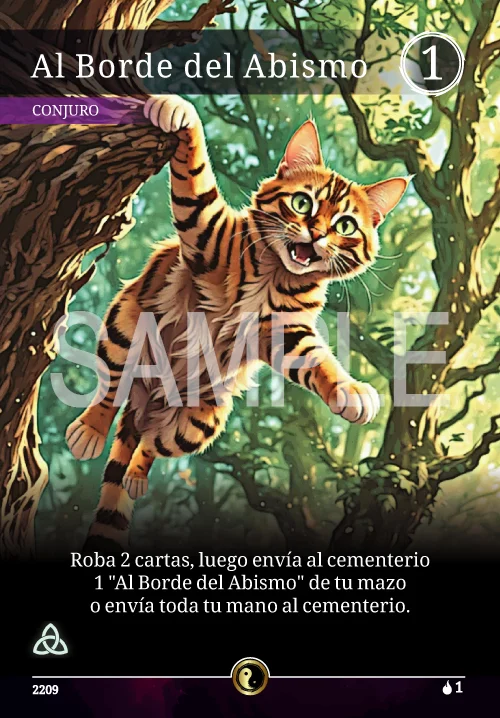 Al Borde del Abismo
1
CONJURO
SAMPLE
Roba 2 cartas, luego envía al cementerio
1 "Al Borde del Abismo" de tu mazo
o envía toda tu mano al cementerio.
2209
1